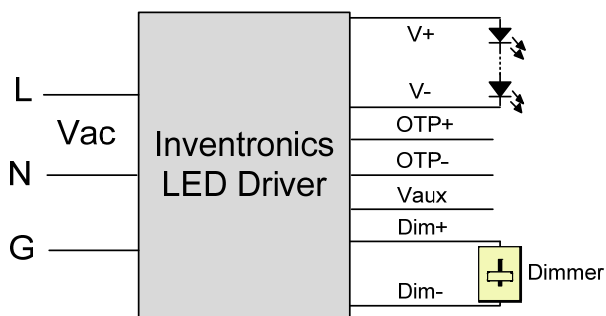 L
Vac
N
G
Inventronics
LED Driver
V+
V-
OTP+
OTP-
Vaux
Dim+
Dim-
Dimmer